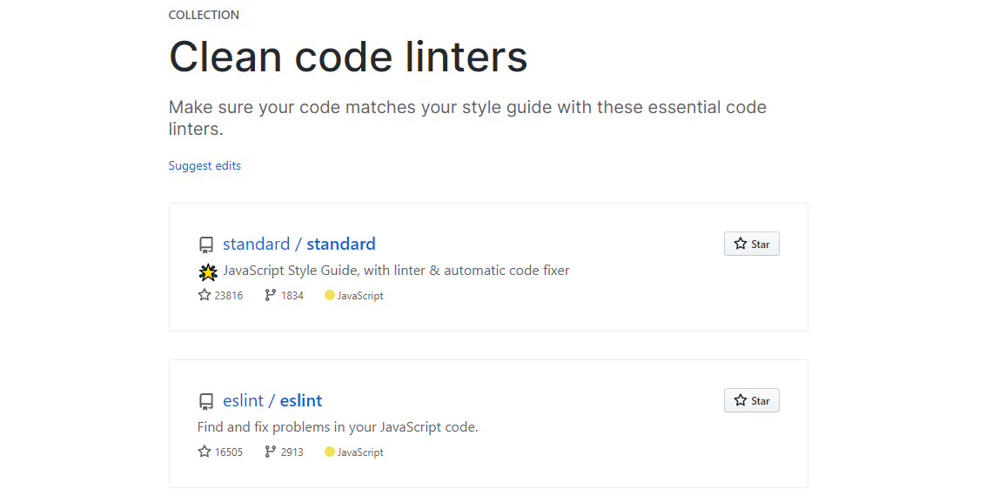 COLLECTION
Clean code linters
Make sure your code matches your style guide with these essential code
linters.
Suggest edits
standard / standard
Star
JavaScript Style Guide, with linter & automatic code fixer
23816 1834 JavaScript
eslint / eslint
Star
Find and fix problems in your JavaScript code.
16505 2913 JavaScript